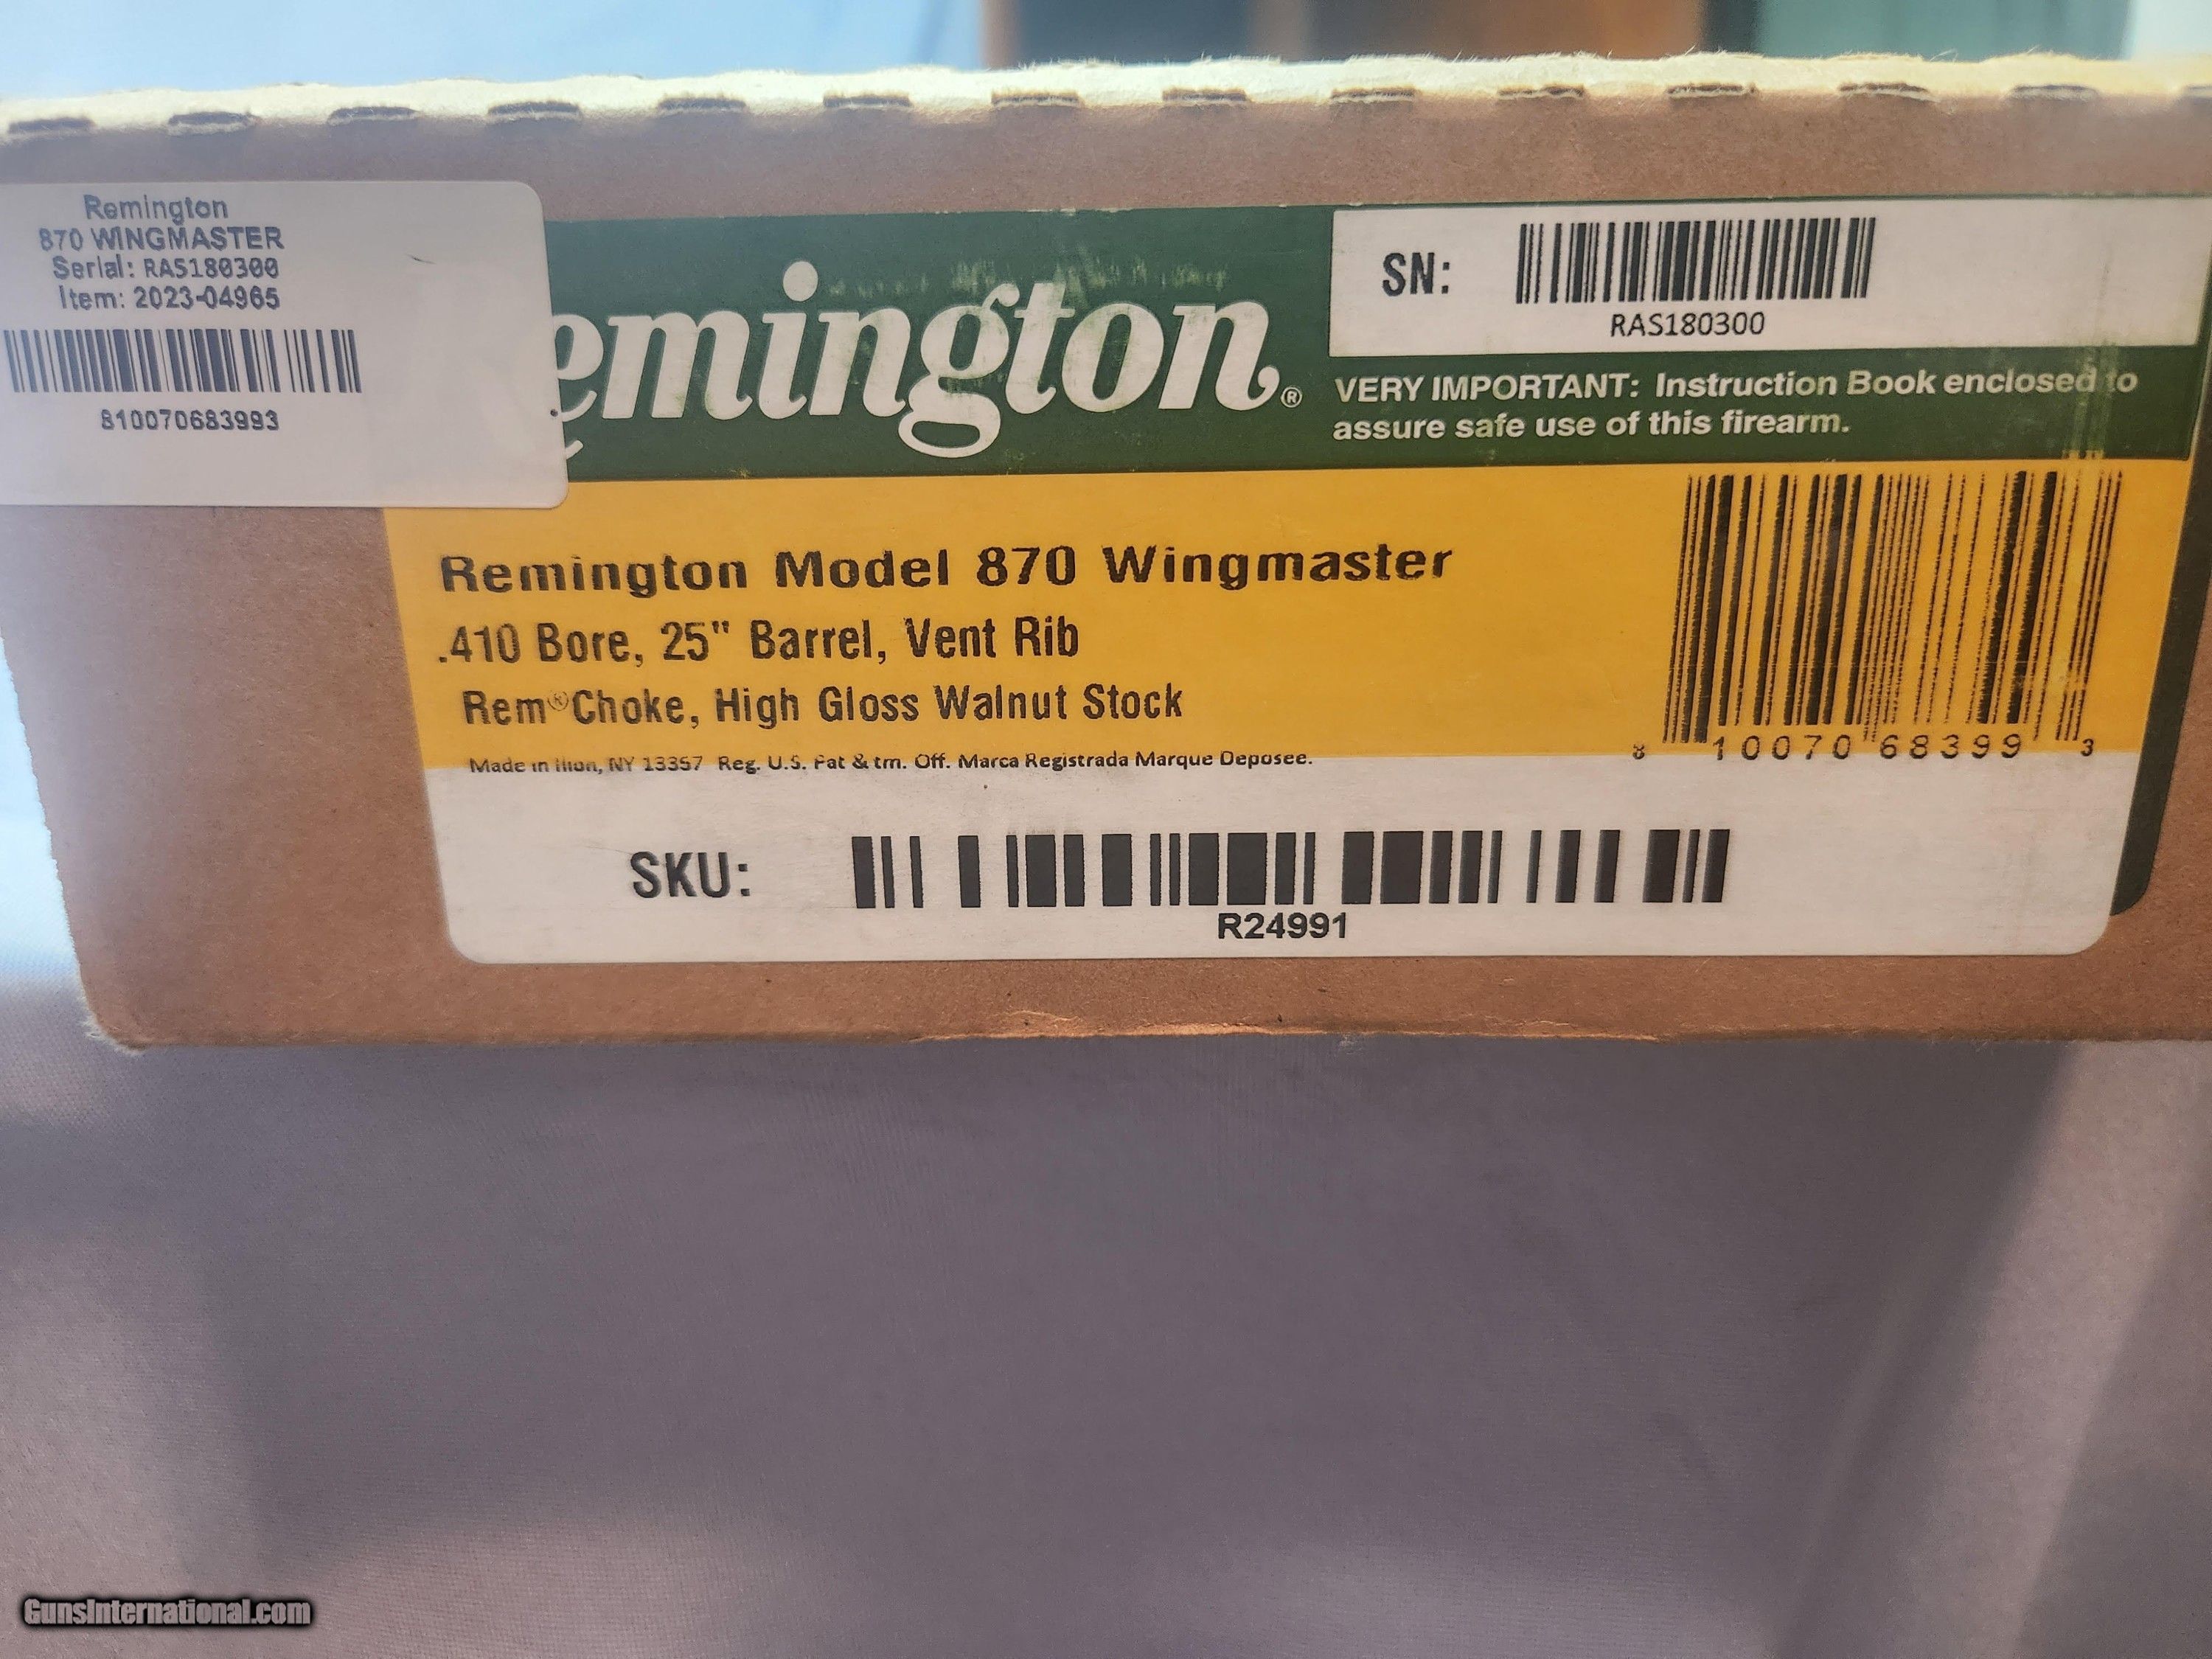 Remington
870 WINGMASTER
Serial: RAS180300
Item: 2023-04965
810070683993
emington®
SN:
RAS180300
VERY IMPORTANT: Instruction Book enclosed to
assure safe use of this firearm.
Remington Model 870 Wingmaster
.410 Bore, 25" Barrel, Vent Rib
Rem® Choke, High Gloss Walnut Stock
Made in Ilion, NY 13357 Reg. U.S. Pat & tm. Off. Marca Registrada Marque Deposee.
8 10070 68399 3
SKU:
R24991
GunsInternational.com